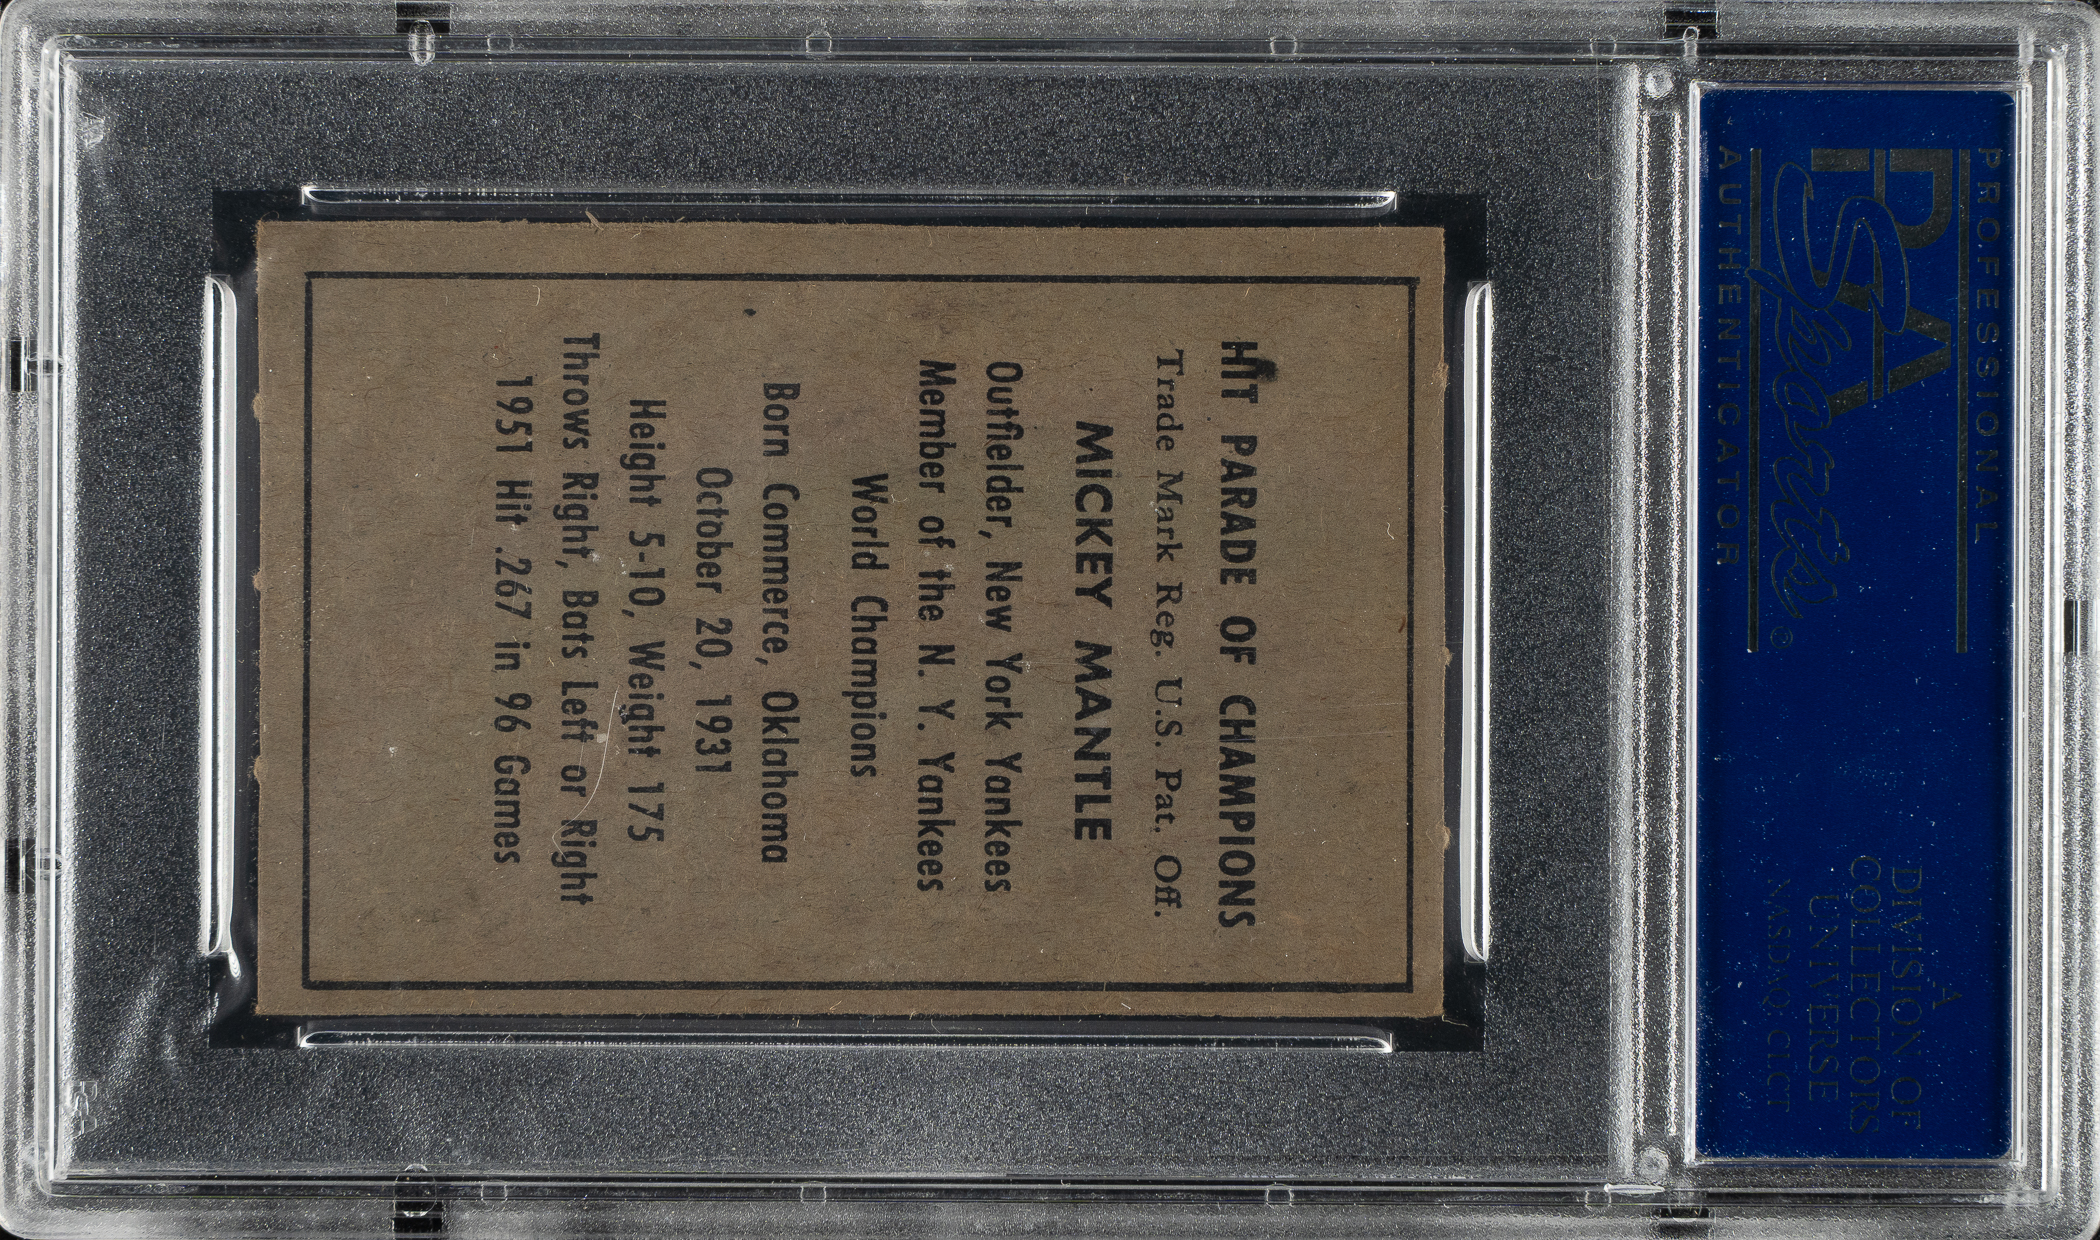 PROFESSIONAL
PSA
Sports
®
AUTHENTICATOR
A
DIVISION OF
COLLECTORS
UNIVERSE
NASDAQ: CLCT
HIT PARADE OF CHAMPIONS
Trade Mark Reg. U.S. Pat. Off.
MICKEY MANTLE
Outfielder, New York Yankees
Member of the N. Y. Yankees
World Champions
Born Commerce, Oklahoma
October 20, 1931
Height 5-10, Weight 175
Throws Right, Bats Left or Right
1951 Hit .267 in 96 Games
PSA